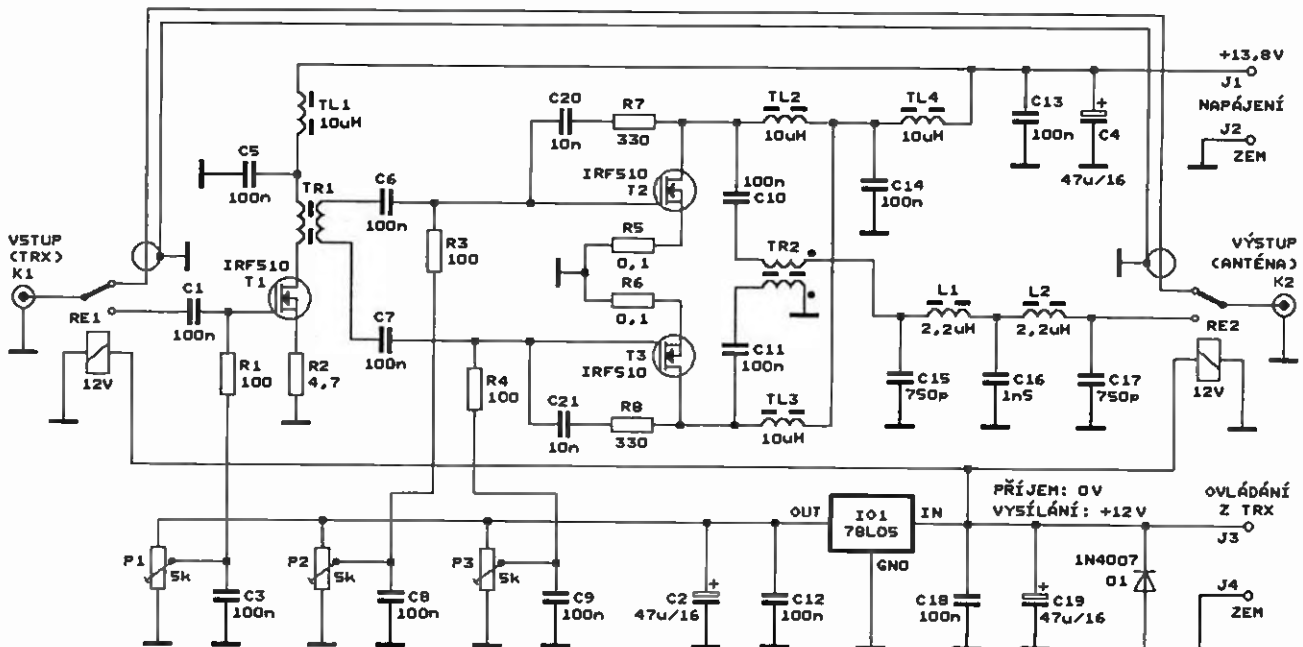 +13,8V
J1
NAPÁJENÍ
J2
ZEM
TL1
10uH
C5
100n
TR1
C6
100n
C20
10n
R7
330
TL2
10uH
TL4
10uH
C13
100n
+
C4
47u/16
IRF510
T2
100n
C10
C14
100n
R3
100
R5
0,1
R6
0,1
TR2
VSTUP
(TRX)
K1
RE1
12V
C1
100n
IRF510
T1
R1
100
R2
4,7
C7
100n
R4
100
T3
IRF510
C11
100n
C21
10n
R8
330
TL3
10uH
L1
2,2uH
L2
2,2uH
C15
750p
C16
1n5
C17
750p
VÝSTUP
(ANTÉNA)
K2
RE2
12V
PŘÍJEM: 0V
VYSÍLÁNÍ: +12V
OVLÁDÁNÍ
Z TRX
J3
OUT
IO1
78L05
IN
GND
P1
5k
C3
100n
P2
5k
C8
100n
P3
5k
C9
100n
+
C2
47u/16
C12
100n
C18
100n
+
C19
47u/16
1N4007
D1
J4
ZEM